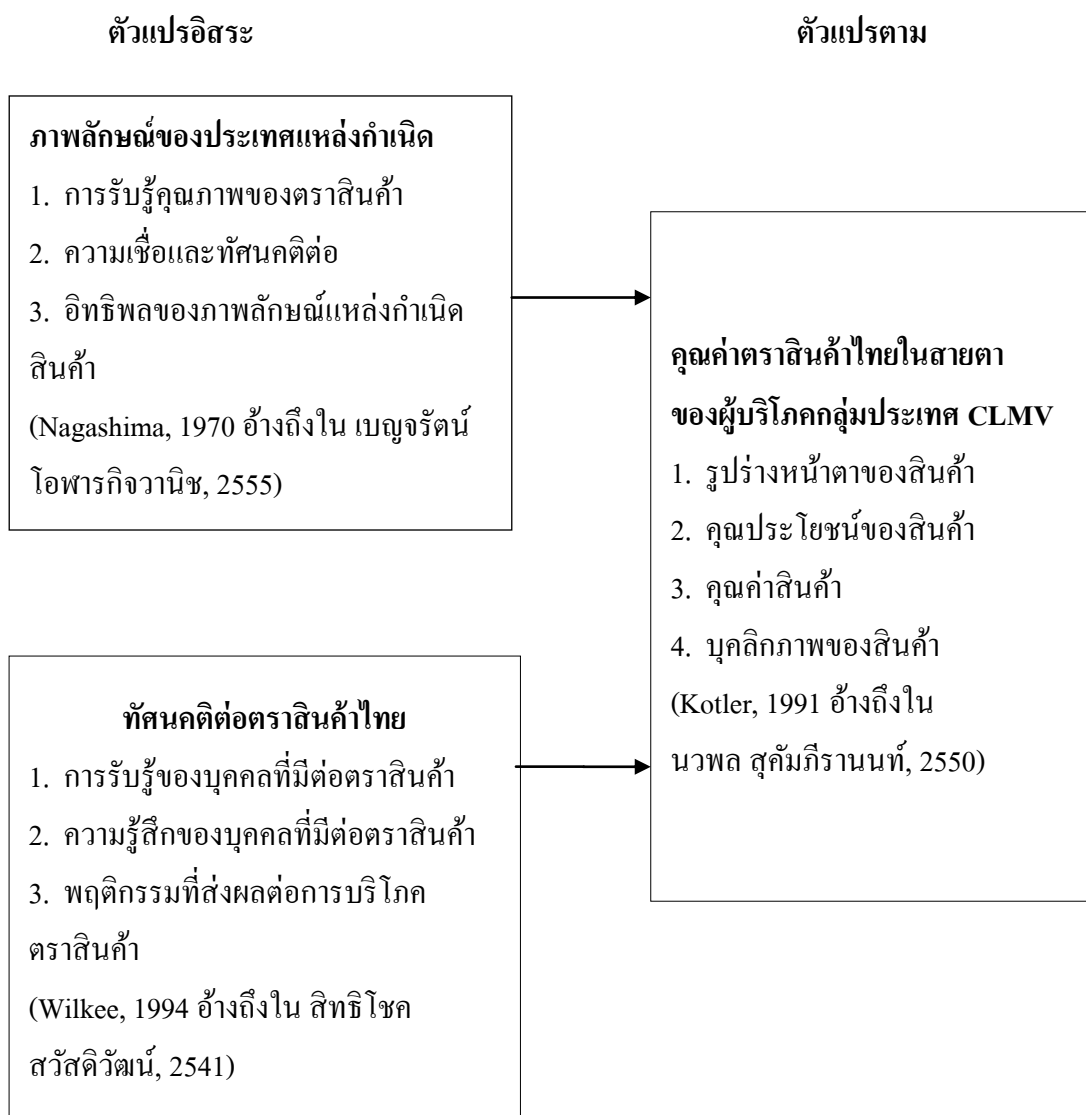 ตัวแปรอิสระ
ตัวแปรตาม
ภาพลักษณ์ของประเทศแหล่งกำเนิด
1. การรับรู้คุณภาพของตราสินค้า
2. ความเชื่อและทัศนคติต่อ
3. อิทธิพลของภาพลักษณ์แหล่งกำเนิด
สินค้า
(Nagashima, 1970 อ้างถึงใน เบญจรัตน์
โอฬารกิจวานิช, 2555)
ทัศนคติต่อตราสินค้าไทย
1. การรับรู้ของบุคคลที่มีต่อตราสินค้า
2. ความรู้สึกของบุคคลที่มีต่อตราสินค้า
3. พฤติกรรมที่ส่งผลต่อการบริโภค
ตราสินค้า
(Wilkee, 1994 อ้างถึงใน สิทธิโชค
สวัสดิวัฒน์, 2541)
คุณค่าตราสินค้าไทยในสายตา
ของผู้บริโภคกลุ่มประเทศ CLMV
1. รูปร่างหน้าตาของสินค้า
2. คุณประโยชน์ของสินค้า
3. คุณค่าสินค้า
4. บุคลิกภาพของสินค้า
(Kotler, 1991 อ้างถึงใน
นวพล สุคัมภีรานนท์, 2550)